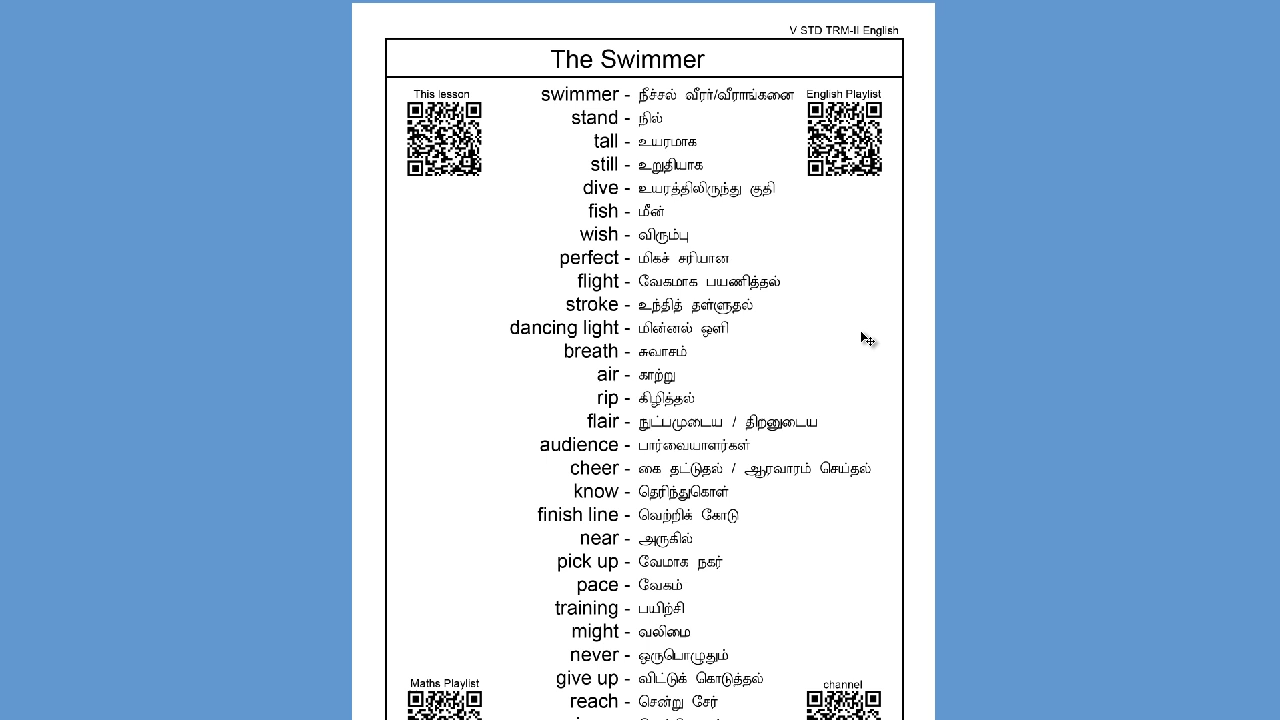 V STD TRM-II English
The Swimmer
This lesson
English Playlist
swimmer - நீச்சல் வீரர்/வீராங்கனை
stand - நில்
tall - உயரமாக
still - உறுதியாக
dive - உயரத்திலிருந்து குதி
fish - மீன்
wish - விரும்பு
perfect - மிகச் சரியான
flight - வேகமாக பயணித்தல்
stroke - உந்தித் தள்ளுதல்
dancing light - மின்னல் ஒளி
breath - சுவாசம்
air - காற்று
rip - கிழித்தல்
flair - நுட்பமுடைய / திறனுடைய
audience - பார்வையாளர்கள்
cheer - கை தட்டுதல் / ஆரவாரம் செய்தல்
know - தெரிந்துகொள்
finish line - வெற்றிக் கோடு
near - அருகில்
pick up - வேமாக நகர்
pace - வேகம்
training - பயிற்சி
might - வலிமை
never - ஒருபொழுதும்
give up - விட்டுக் கொடுத்தல்
reach - சென்று சேர்
Maths Playlist
channel